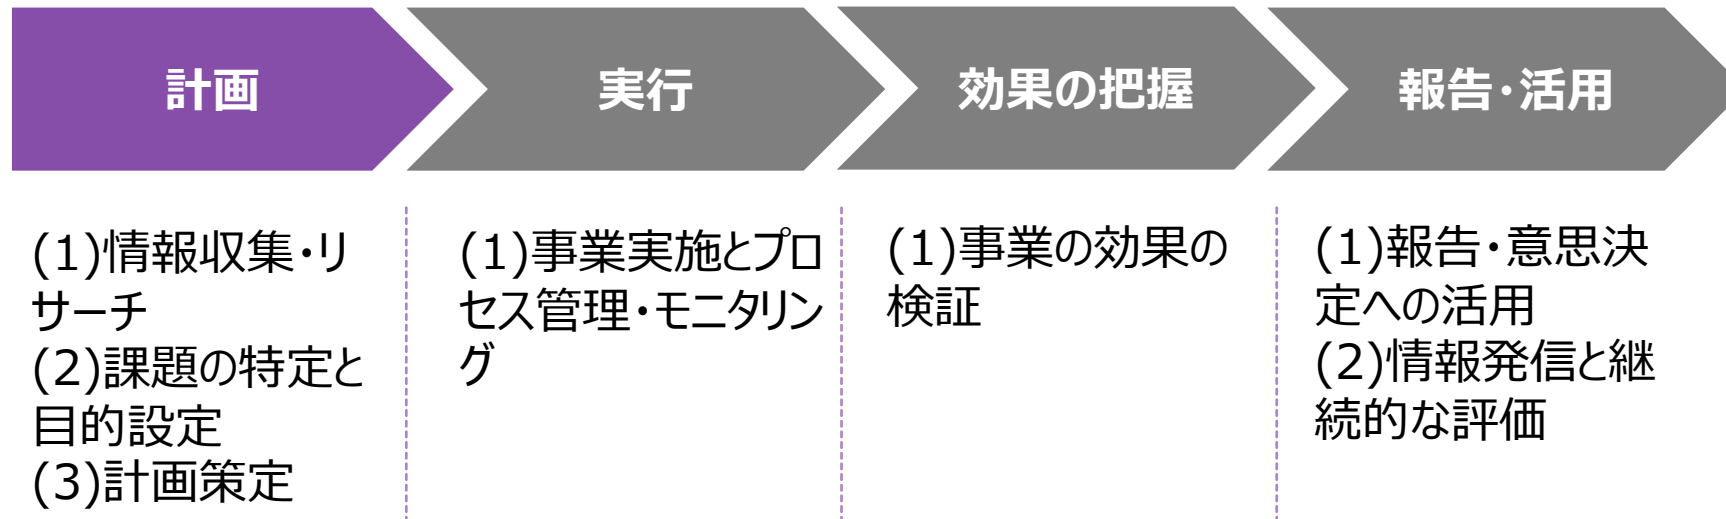 計画
実行
効果の把握
報告・活用
(1)情報収集・リ
サーチ
(2)課題の特定と
目的設定
(3)計画策定
(1)事業実施とプロ
セス管理・モニタリン
グ
(1)事業の効果の
検証
(1)報告・意思決
定への活用
(2)情報発信と継
続的な評価